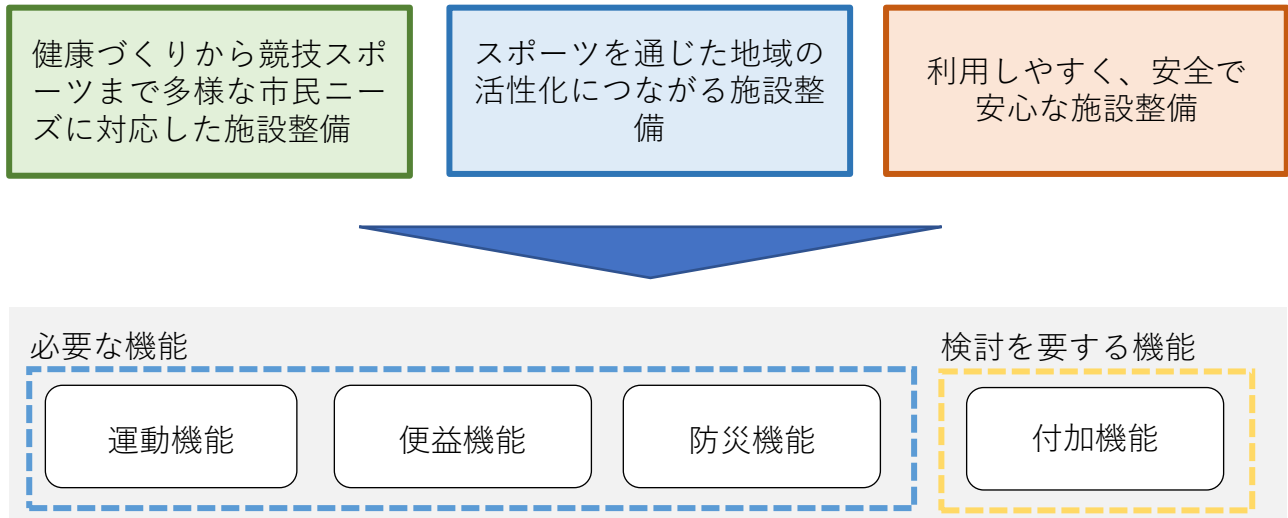 健康づくりから競技スポ
ーツまで多様な市民ニー
ズに対応した施設整備
スポーツを通じた地域の
活性化につながる施設整
備
利用しやすく、安全で
安心な施設整備
必要な機能
検討を要する機能
運動機能
便益機能
防災機能
付加機能